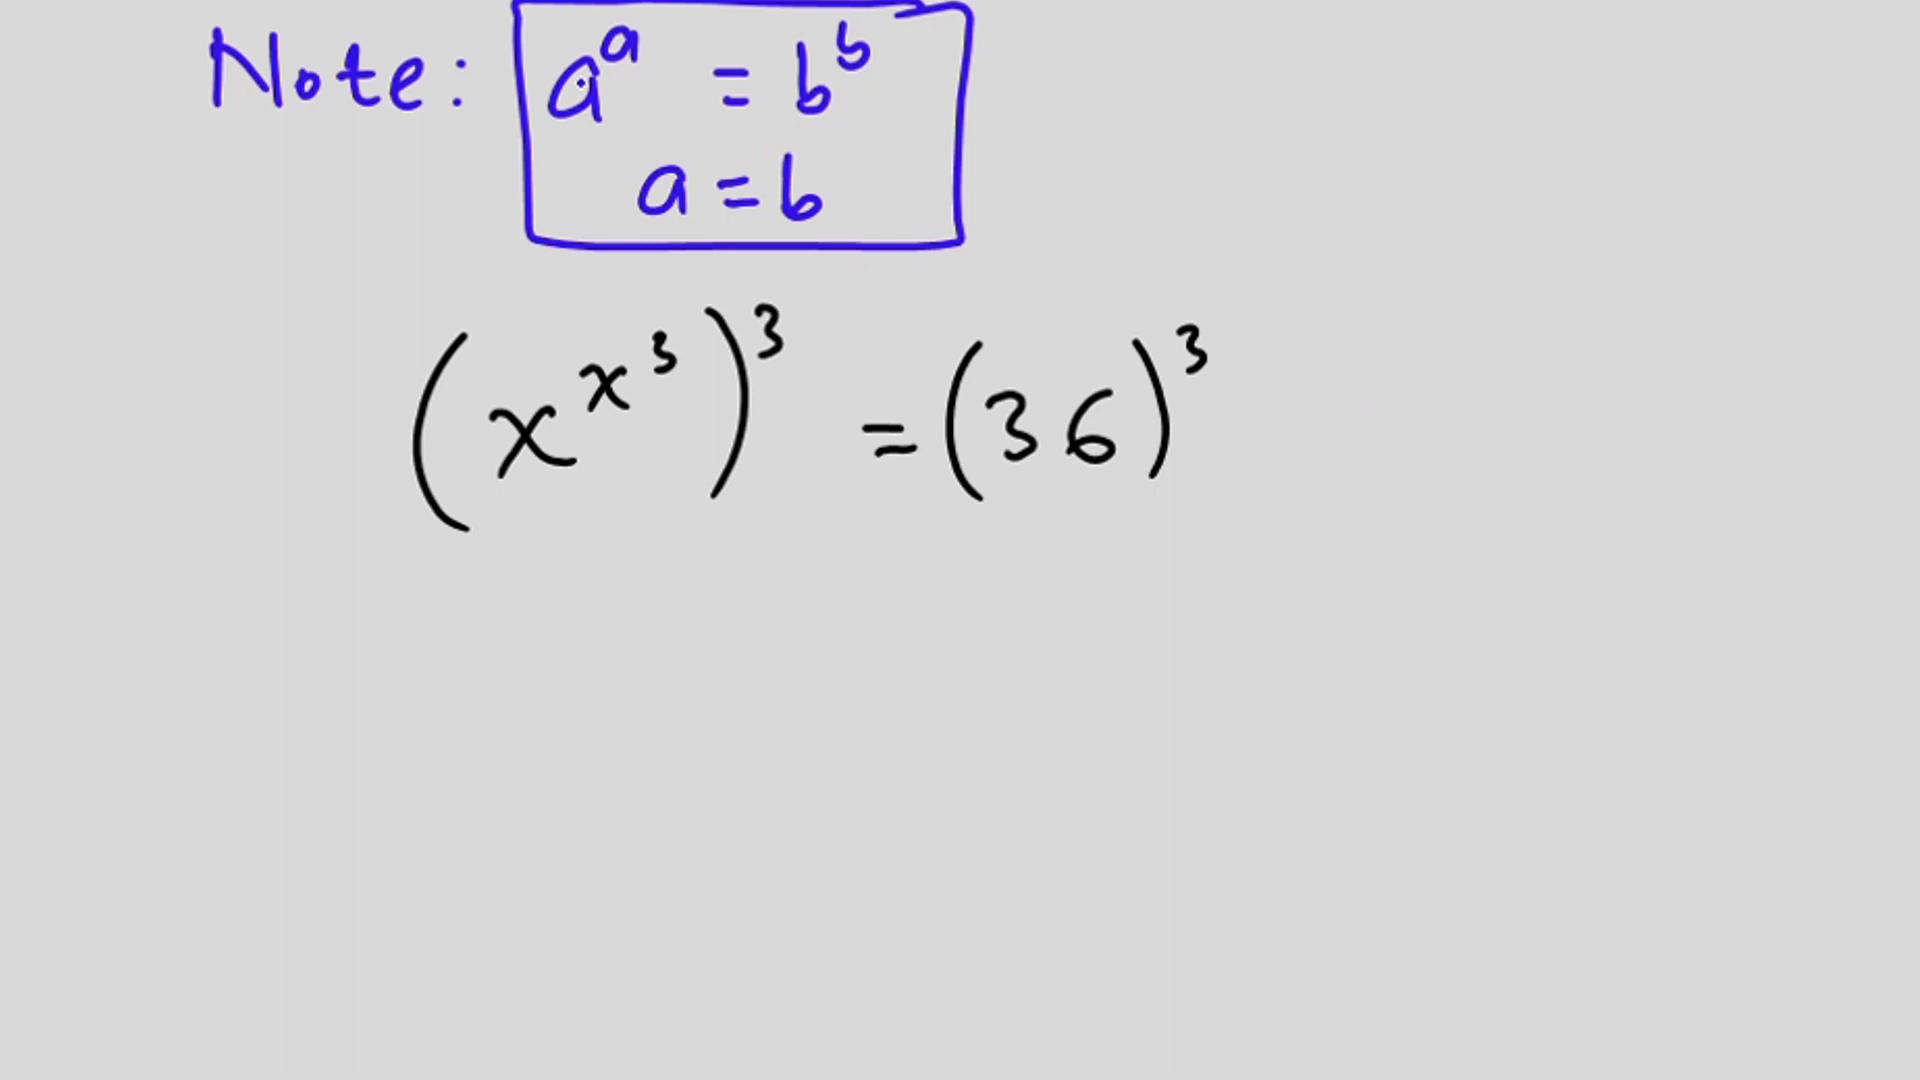 Note: a^a = b^b
a = b
(x^{x^3})^3 = (36)^3